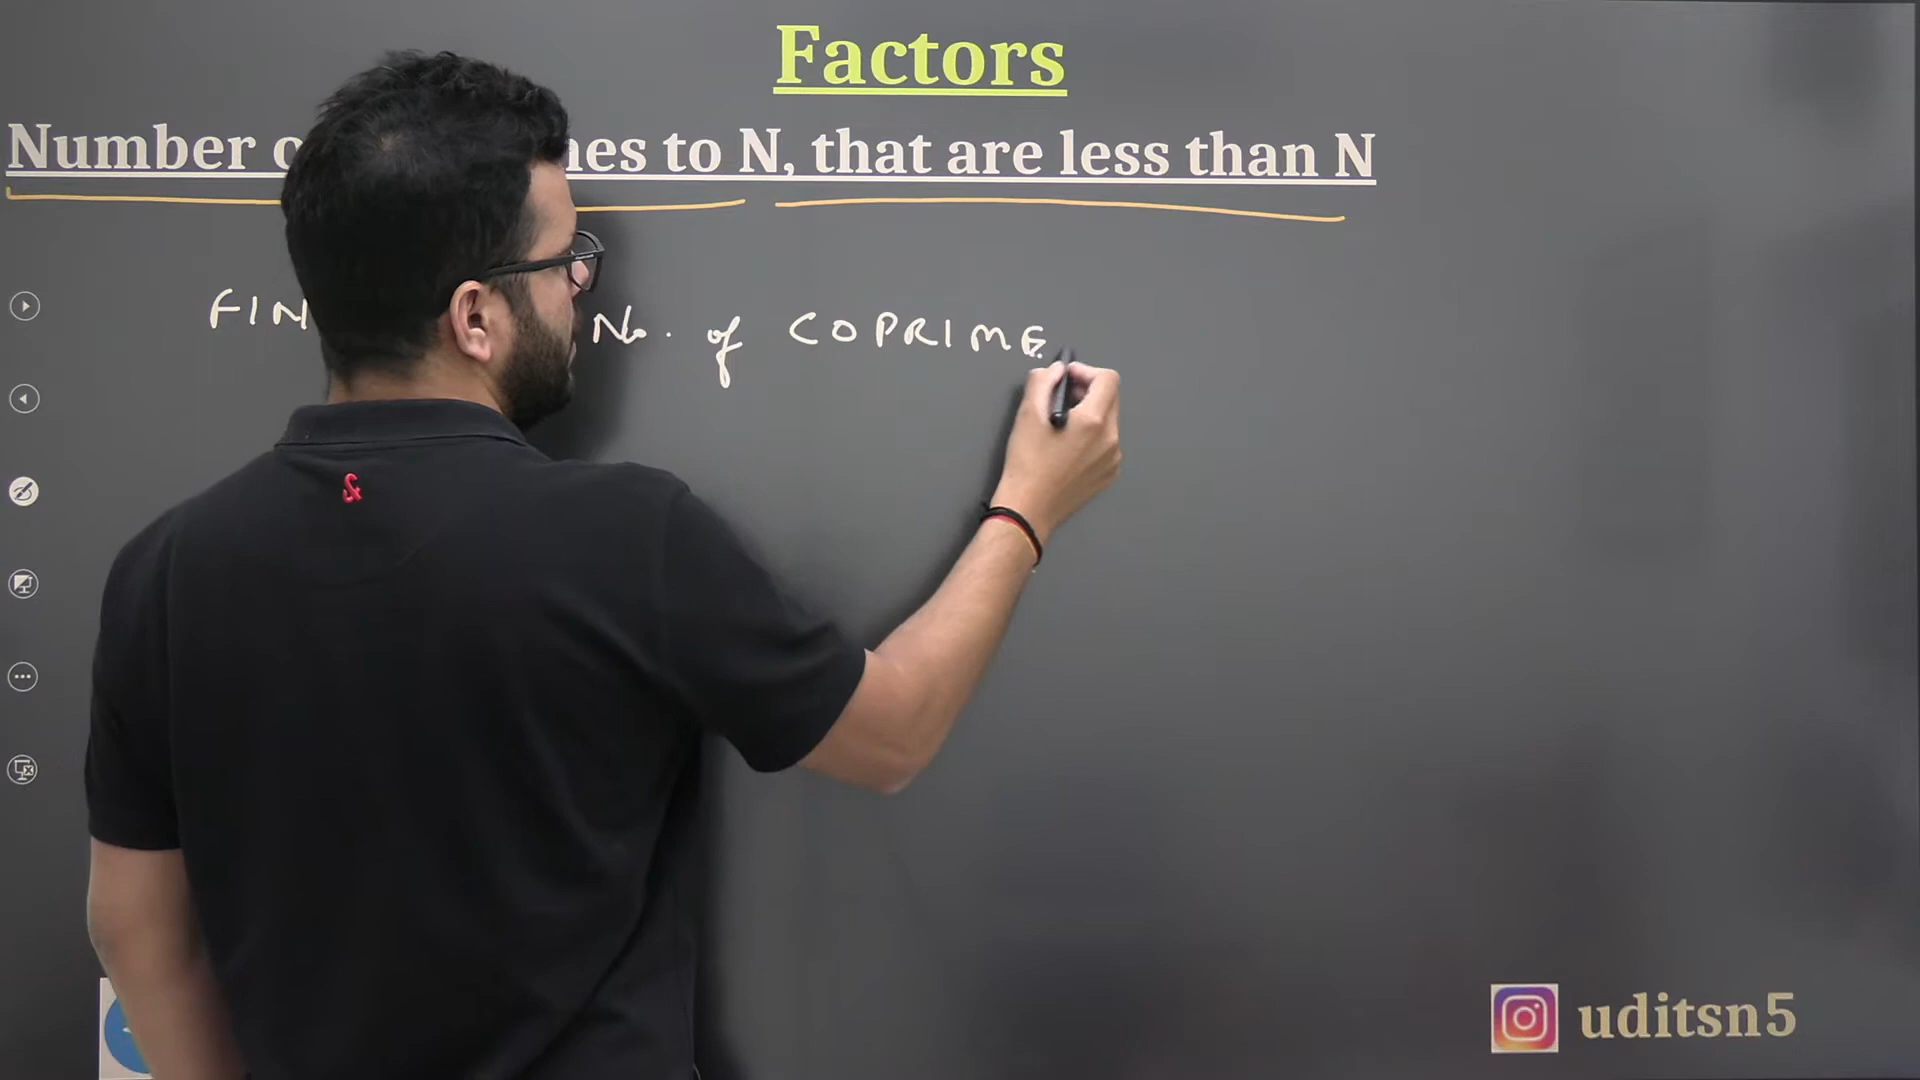 Factors
Number nes to N, that are less than N
FIN No. of COPRIME
&
uditsn5